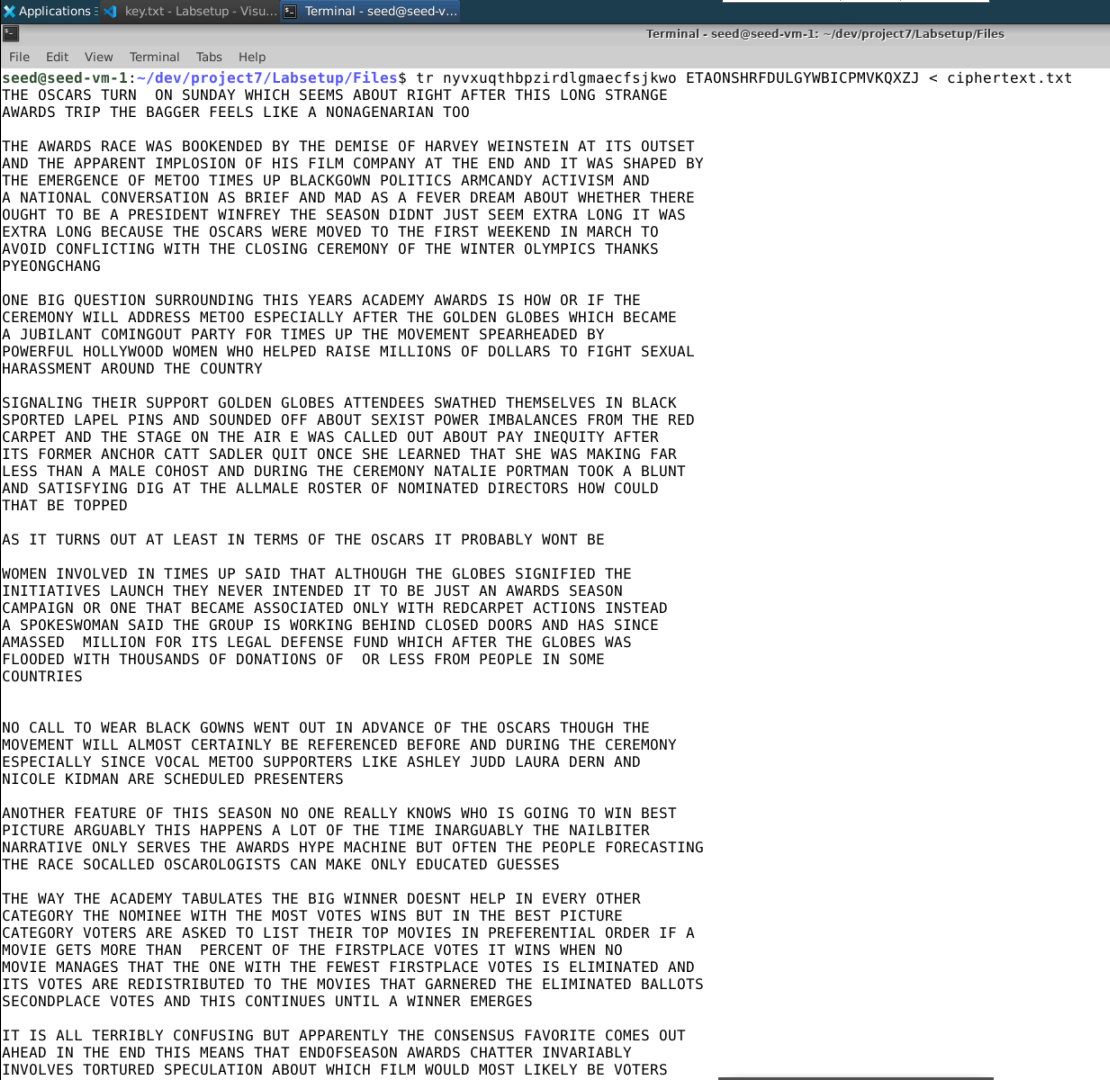 Applications
key.txt - Labsetup - Visu...
Terminal - seed@seed-v...
Terminal - seed@seed-vm-1: ~/dev/project7/Labsetup/Files
File Edit View Terminal Tabs Help
seed@seed-vm-1:~/dev/project7/Labsetup/Files$ tr nyvxuqthbpzirdlgmaecfsjkwo ETAONSHRFDULGYWBICPMVKQXZJ < ciphertext.txt
THE OSCARS TURN  ON SUNDAY WHICH SEEMS ABOUT RIGHT AFTER THIS LONG STRANGE
AWARDS TRIP THE BAGGER FEELS LIKE A NONAGENARIAN TOO
THE AWARDS RACE WAS BOOKENDED BY THE DEMISE OF HARVEY WEINSTEIN AT ITS OUTSET
AND THE APPARENT IMPLOSION OF HIS FILM COMPANY AT THE END AND IT WAS SHAPED BY
THE EMERGENCE OF METOO TIMES UP BLACKGOWN POLITICS ARMCANDY ACTIVISM AND
A NATIONAL CONVERSATION AS BRIEF AND MAD AS A FEVER DREAM ABOUT WHETHER THERE
OUGHT TO BE A PRESIDENT WINFREY THE SEASON DIDNT JUST SEEM EXTRA LONG IT WAS
EXTRA LONG BECAUSE THE OSCARS WERE MOVED TO THE FIRST WEEKEND IN MARCH TO
AVOID CONFLICTING WITH THE CLOSING CEREMONY OF THE WINTER OLYMPICS THANKS
PYEONGCHANG
ONE BIG QUESTION SURROUNDING THIS YEARS ACADEMY AWARDS IS HOW OR IF THE
CEREMONY WILL ADDRESS METOO ESPECIALLY AFTER THE GOLDEN GLOBES WHICH BECAME
A JUBILANT COMINGOUT PARTY FOR TIMES UP THE MOVEMENT SPEARHEADED BY
POWERFUL HOLLYWOOD WOMEN WHO HELPED RAISE MILLIONS OF DOLLARS TO FIGHT SEXUAL
HARASSMENT AROUND THE COUNTRY
SIGNALING THEIR SUPPORT GOLDEN GLOBES ATTENDEES SWATHED THEMSELVES IN BLACK
SPORTED LAPEL PINS AND SOUNDED OFF ABOUT SEXIST POWER IMBALANCES FROM THE RED
CARPET AND THE STAGE ON THE AIR E WAS CALLED OUT ABOUT PAY INEQUITY AFTER
ITS FORMER ANCHOR CATT SADLER QUIT ONCE SHE LEARNED THAT SHE WAS MAKING FAR
LESS THAN A MALE COHOST AND DURING THE CEREMONY NATALIE PORTMAN TOOK A BLUNT
AND SATISFYING DIG AT THE ALLMALE ROSTER OF NOMINATED DIRECTORS HOW COULD
THAT BE TOPPED
AS IT TURNS OUT AT LEAST IN TERMS OF THE OSCARS IT PROBABLY WONT BE
WOMEN INVOLVED IN TIMES UP SAID THAT ALTHOUGH THE GLOBES SIGNIFIED THE
INITIATIVES LAUNCH THEY NEVER INTENDED IT TO BE JUST AN AWARDS SEASON
CAMPAIGN OR ONE THAT BECAME ASSOCIATED ONLY WITH REDCARPET ACTIONS INSTEAD
A SPOKESWOMAN SAID THE GROUP IS WORKING BEHIND CLOSED DOORS AND HAS SINCE
AMASSED  MILLION FOR ITS LEGAL DEFENSE FUND WHICH AFTER THE GLOBES WAS
FLOODED WITH THOUSANDS OF DONATIONS OF  OR LESS FROM PEOPLE IN SOME
COUNTRIES
NO CALL TO WEAR BLACK GOWNS WENT OUT IN ADVANCE OF THE OSCARS THOUGH THE
MOVEMENT WILL ALMOST CERTAINLY BE REFERENCED BEFORE AND DURING THE CEREMONY
ESPECIALLY SINCE VOCAL METOO SUPPORTERS LIKE ASHLEY JUDD LAURA DERN AND
NICOLE KIDMAN ARE SCHEDULED PRESENTERS
ANOTHER FEATURE OF THIS SEASON NO ONE REALLY KNOWS WHO IS GOING TO WIN BEST
PICTURE ARGUABLY THIS HAPPENS A LOT OF THE TIME INARGUABLY THE NAILBITER
NARRATIVE ONLY SERVES THE AWARDS HYPE MACHINE BUT OFTEN THE PEOPLE FORECASTING
THE RACE SOCALLED OSCAROLOGISTS CAN MAKE ONLY EDUCATED GUESSES
THE WAY THE ACADEMY TABULATES THE BIG WINNER DOESNT HELP IN EVERY OTHER
CATEGORY THE NOMINEE WITH THE MOST VOTES WINS BUT IN THE BEST PICTURE
CATEGORY VOTERS ARE ASKED TO LIST THEIR TOP MOVIES IN PREFERENTIAL ORDER IF A
MOVIE GETS MORE THAN  PERCENT OF THE FIRSTPLACE VOTES IT WINS WHEN NO
MOVIE MANAGES THAT THE ONE WITH THE FEWEST FIRSTPLACE VOTES IS ELIMINATED AND
ITS VOTES ARE REDISTRIBUTED TO THE MOVIES THAT GARNERED THE ELIMINATED BALLOTS
SECONDPLACE VOTES AND THIS CONTINUES UNTIL A WINNER EMERGES
IT IS ALL TERRIBLY CONFUSING BUT APPARENTLY THE CONSENSUS FAVORITE COMES OUT
AHEAD IN THE END THIS MEANS THAT ENDOFSEASON AWARDS CHATTER INVARIABLY
INVOLVES TORTURED SPECULATION ABOUT WHICH FILM WOULD MOST LIKELY BE VOTERS